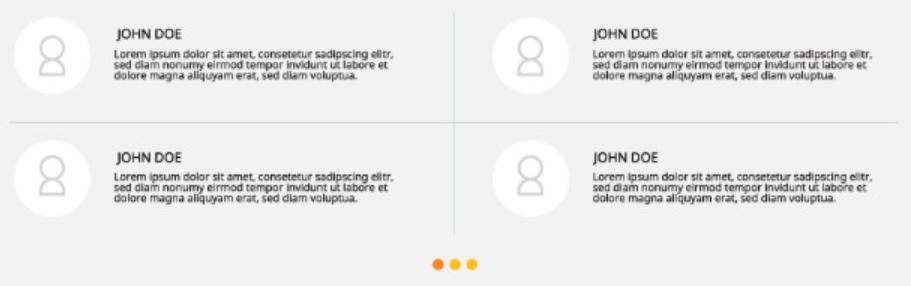 JOHN DOE
Lorem ipsum dolor sit amet, consetetur sadipscing elitr,
sed diam nonumy eirmod tempor invidunt ut labore et
dolore magna aliquyam erat, sed diam voluptua.
JOHN DOE
Lorem ipsum dolor sit amet, consetetur sadipscing elitr,
sed diam nonumy eirmod tempor invidunt ut labore et
dolore magna aliquyam erat, sed diam voluptua.
JOHN DOE
Lorem ipsum dolor sit amet, consetetur sadipscing elitr,
sed diam nonumy eirmod tempor invidunt ut labore et
dolore magna aliquyam erat, sed diam voluptua.
JOHN DOE
Lorem ipsum dolor sit amet, consetetur sadipscing elitr,
sed diam nonumy eirmod tempor invidunt ut labore et
dolore magna aliquyam erat, sed diam voluptua.